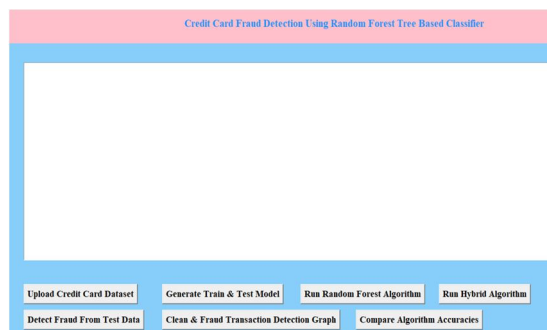 Credit Card Fraud Detection Using Random Forest Tree Based Classifier
Upload Credit Card Dataset Generate Train & Test Model Run Random Forest Algorithm Run Hybrid Algorithm
Detect Fraud From Test Data Clean & Fraud Transaction Detection Graph Compare Algorithm Accuracies